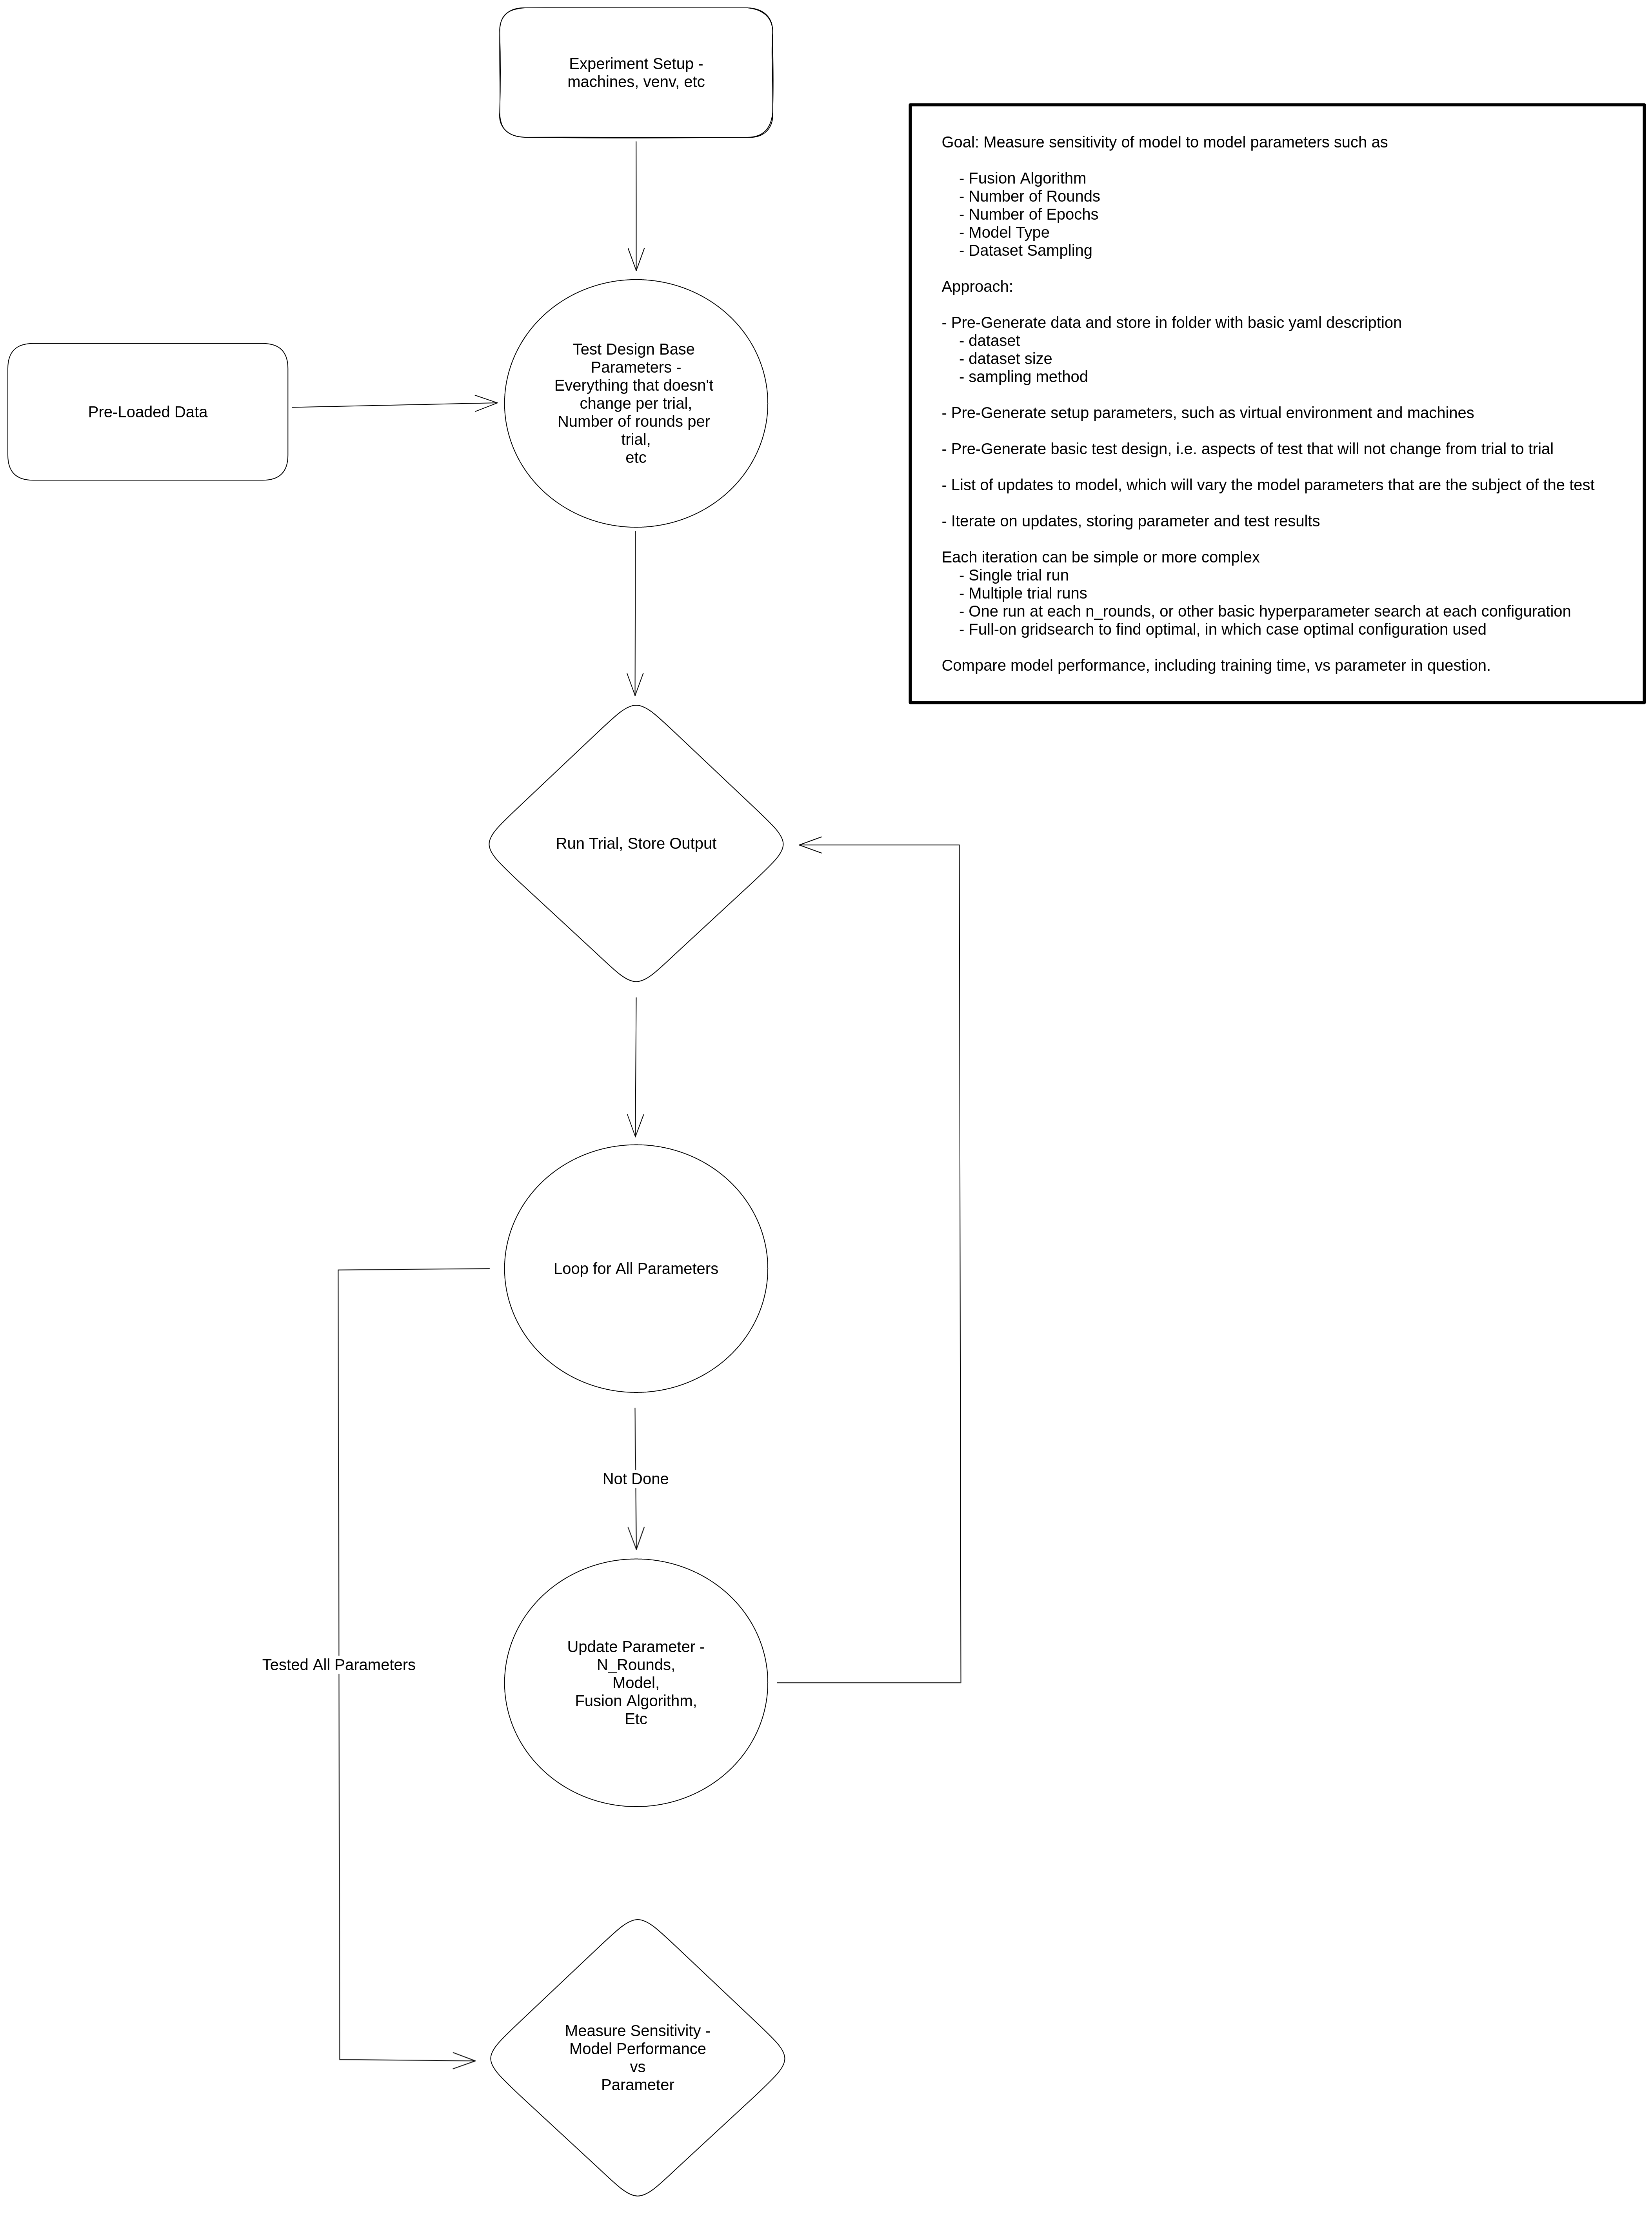 Experiment Setup -
machines, venv, etc
Goal: Measure sensitivity of model to model parameters such as
- Fusion Algorithm
- Number of Rounds
- Number of Epochs
- Model Type
- Dataset Sampling
Approach:
- Pre-Generate data and store in folder with basic yaml description
- dataset
- dataset size
- sampling method
- Pre-Generate setup parameters, such as virtual environment and machines
- Pre-Generate basic test design, i.e. aspects of test that will not change from trial to trial
- List of updates to model, which will vary the model parameters that are the subject of the test
- Iterate on updates, storing parameter and test results
Each iteration can be simple or more complex
- Single trial run
- Multiple trial runs
- One run at each n_rounds, or other basic hyperparameter search at each configuration
- Full-on gridsearch to find optimal, in which case optimal configuration used
Compare model performance, including training time, vs parameter in question.
Pre-Loaded Data
Test Design Base
Parameters -
Everything that doesn't
change per trial,
Number of rounds per
trial,
etc
Run Trial, Store Output
Loop for All Parameters
Not Done
Update Parameter -
N_Rounds,
Model,
Fusion Algorithm,
Etc
Tested All Parameters
Measure Sensitivity -
Model Performance
vs
Parameter